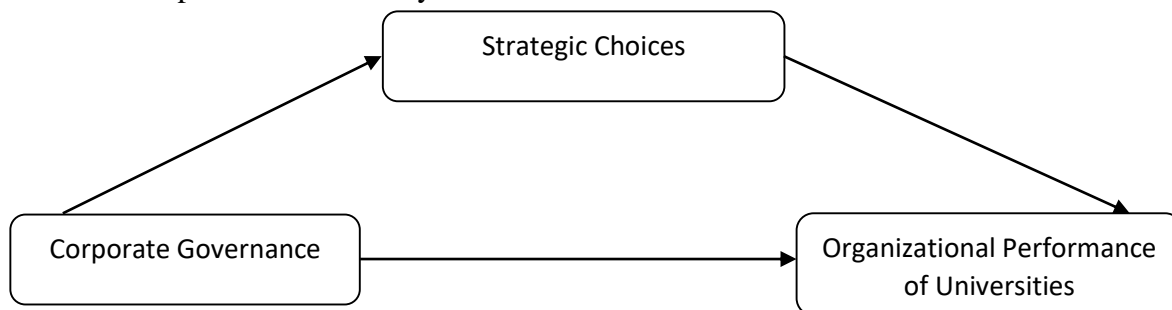 Strategic Choices
Corporate Governance
Organizational Performance
of Universities